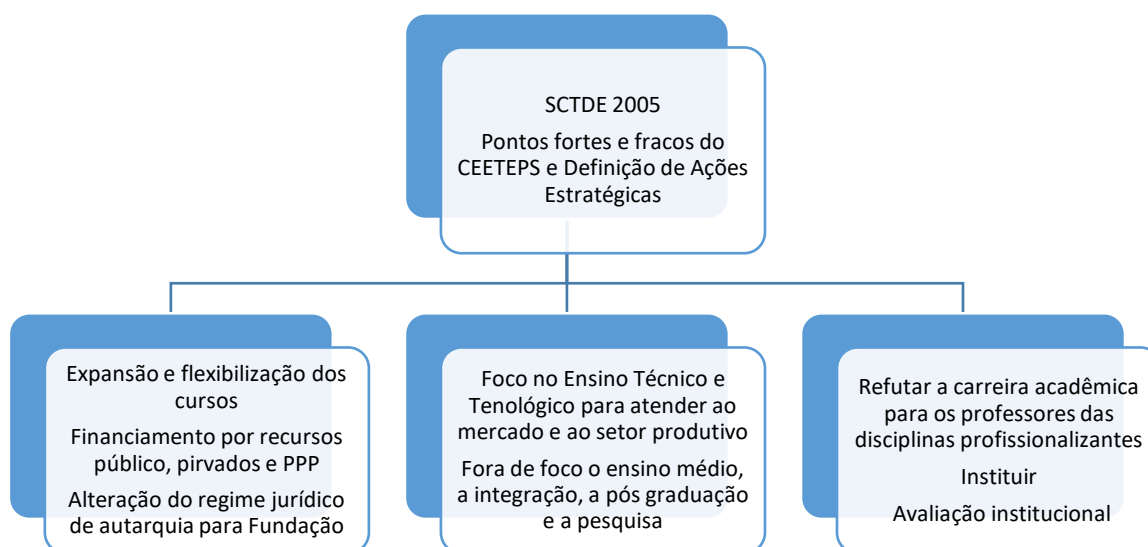 SCTDE 2005
Pontos fortes e fracos do
CEETEPS e Definição de Ações
Estratégicas
Expansão e flexibilização dos
cursos
Financiamento por recursos
público, pirvados e PPP
Alteração do regime jurídico
de autarquia para Fundação
Foco no Ensino Técnico e
Tenológico para atender ao
mercado e ao setor produtivo
Fora de foco o ensino médio,
a integração, a pós graduação
e a pesquisa
Refutar a carreira acadêmica
para os professores das
disciplinas profissionalizantes
Instituir
Avaliação institucional